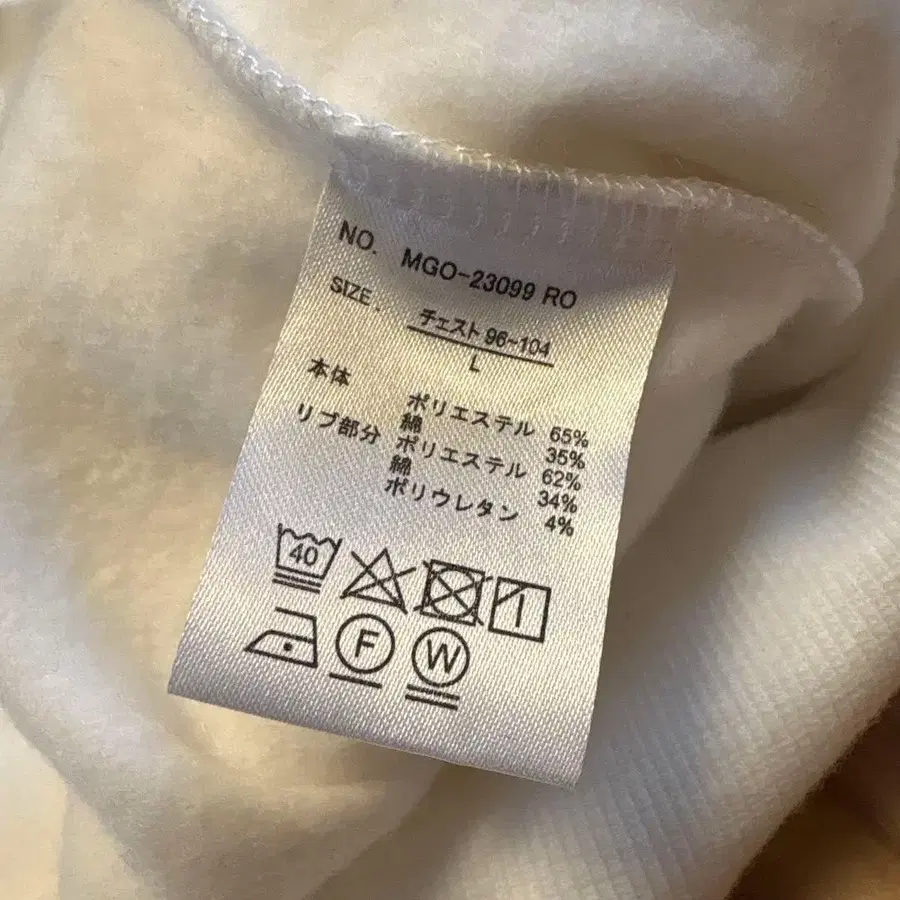 NO. MGO-23099 RO
SIZE. チェスト 96-104
L
本体 ポリエステル 65%
綿 35%
リブ部分 ポリエステル 62%
綿 34%
ポリウレタン 4%
40
F W